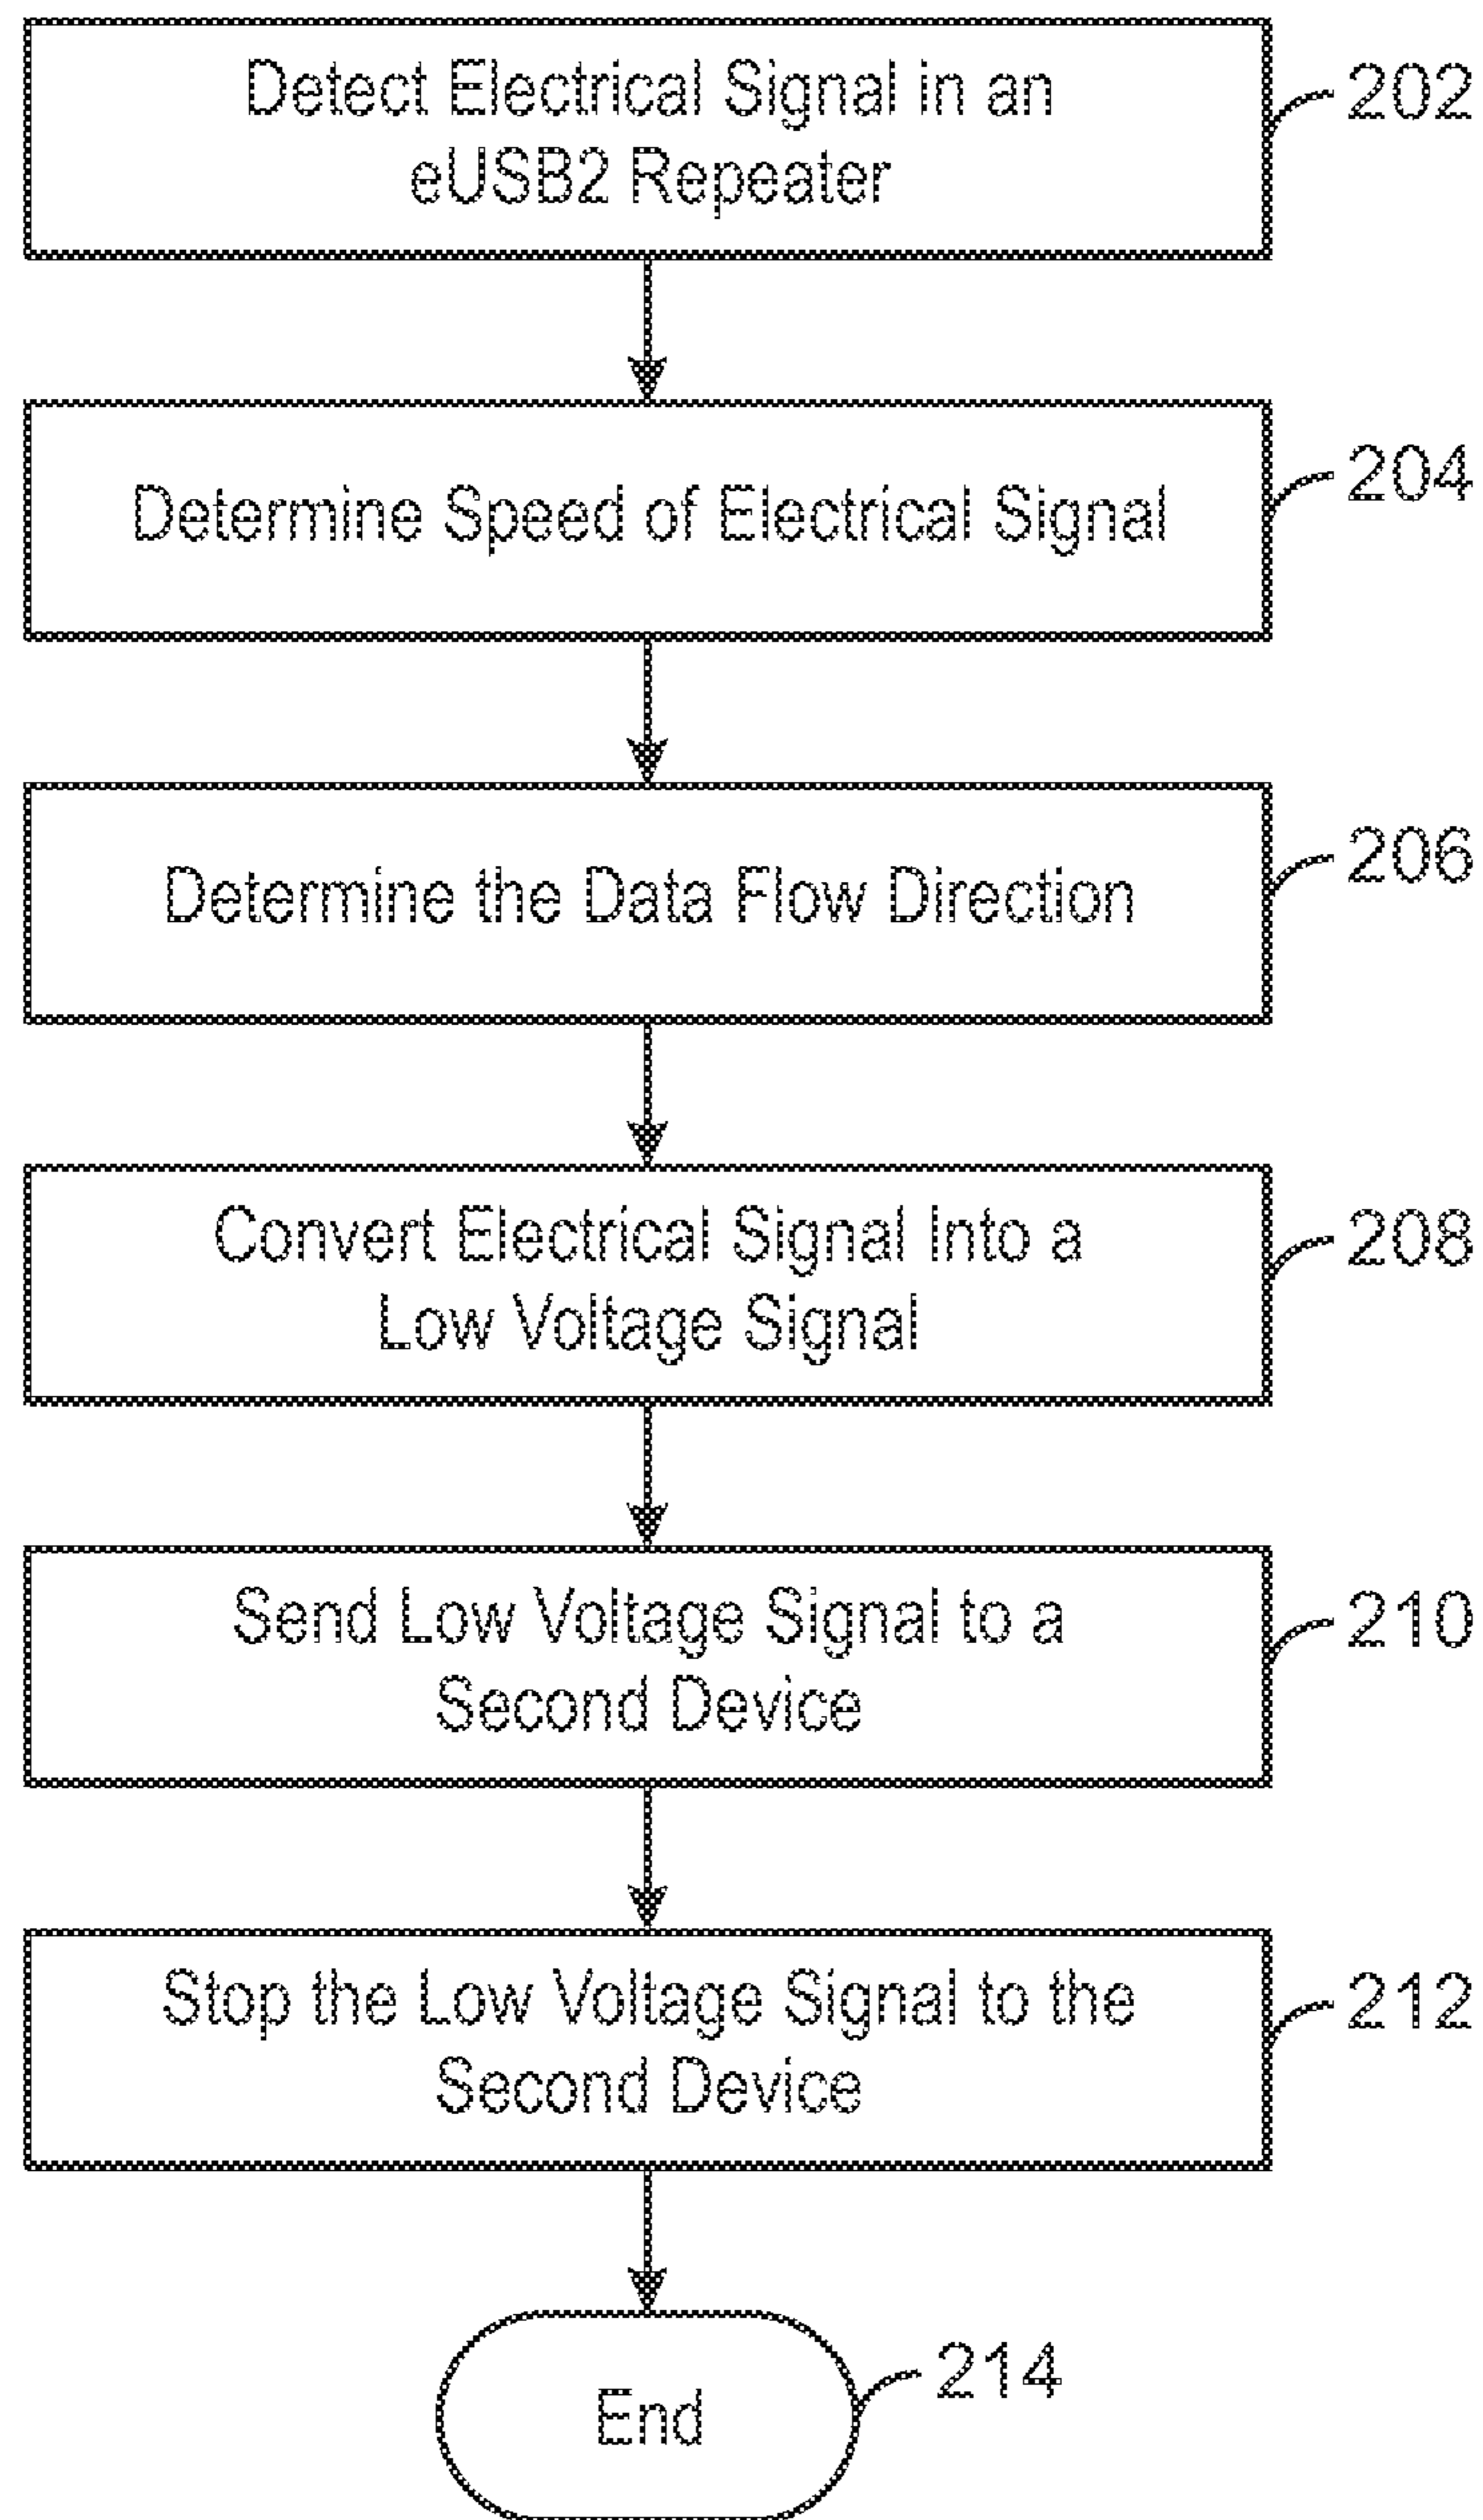 Detect Electrical Signal in an
eUSB2 Repeater
202
Determine Speed of Electrical Signal
204
Determine the Data Flow Direction
206
Convert Electrical Signal Into a
Low Voltage Signal
208
Send Low Voltage Signal to a
Second Device
210
Stop the Low Voltage Signal to the
Second Device
212
End
214